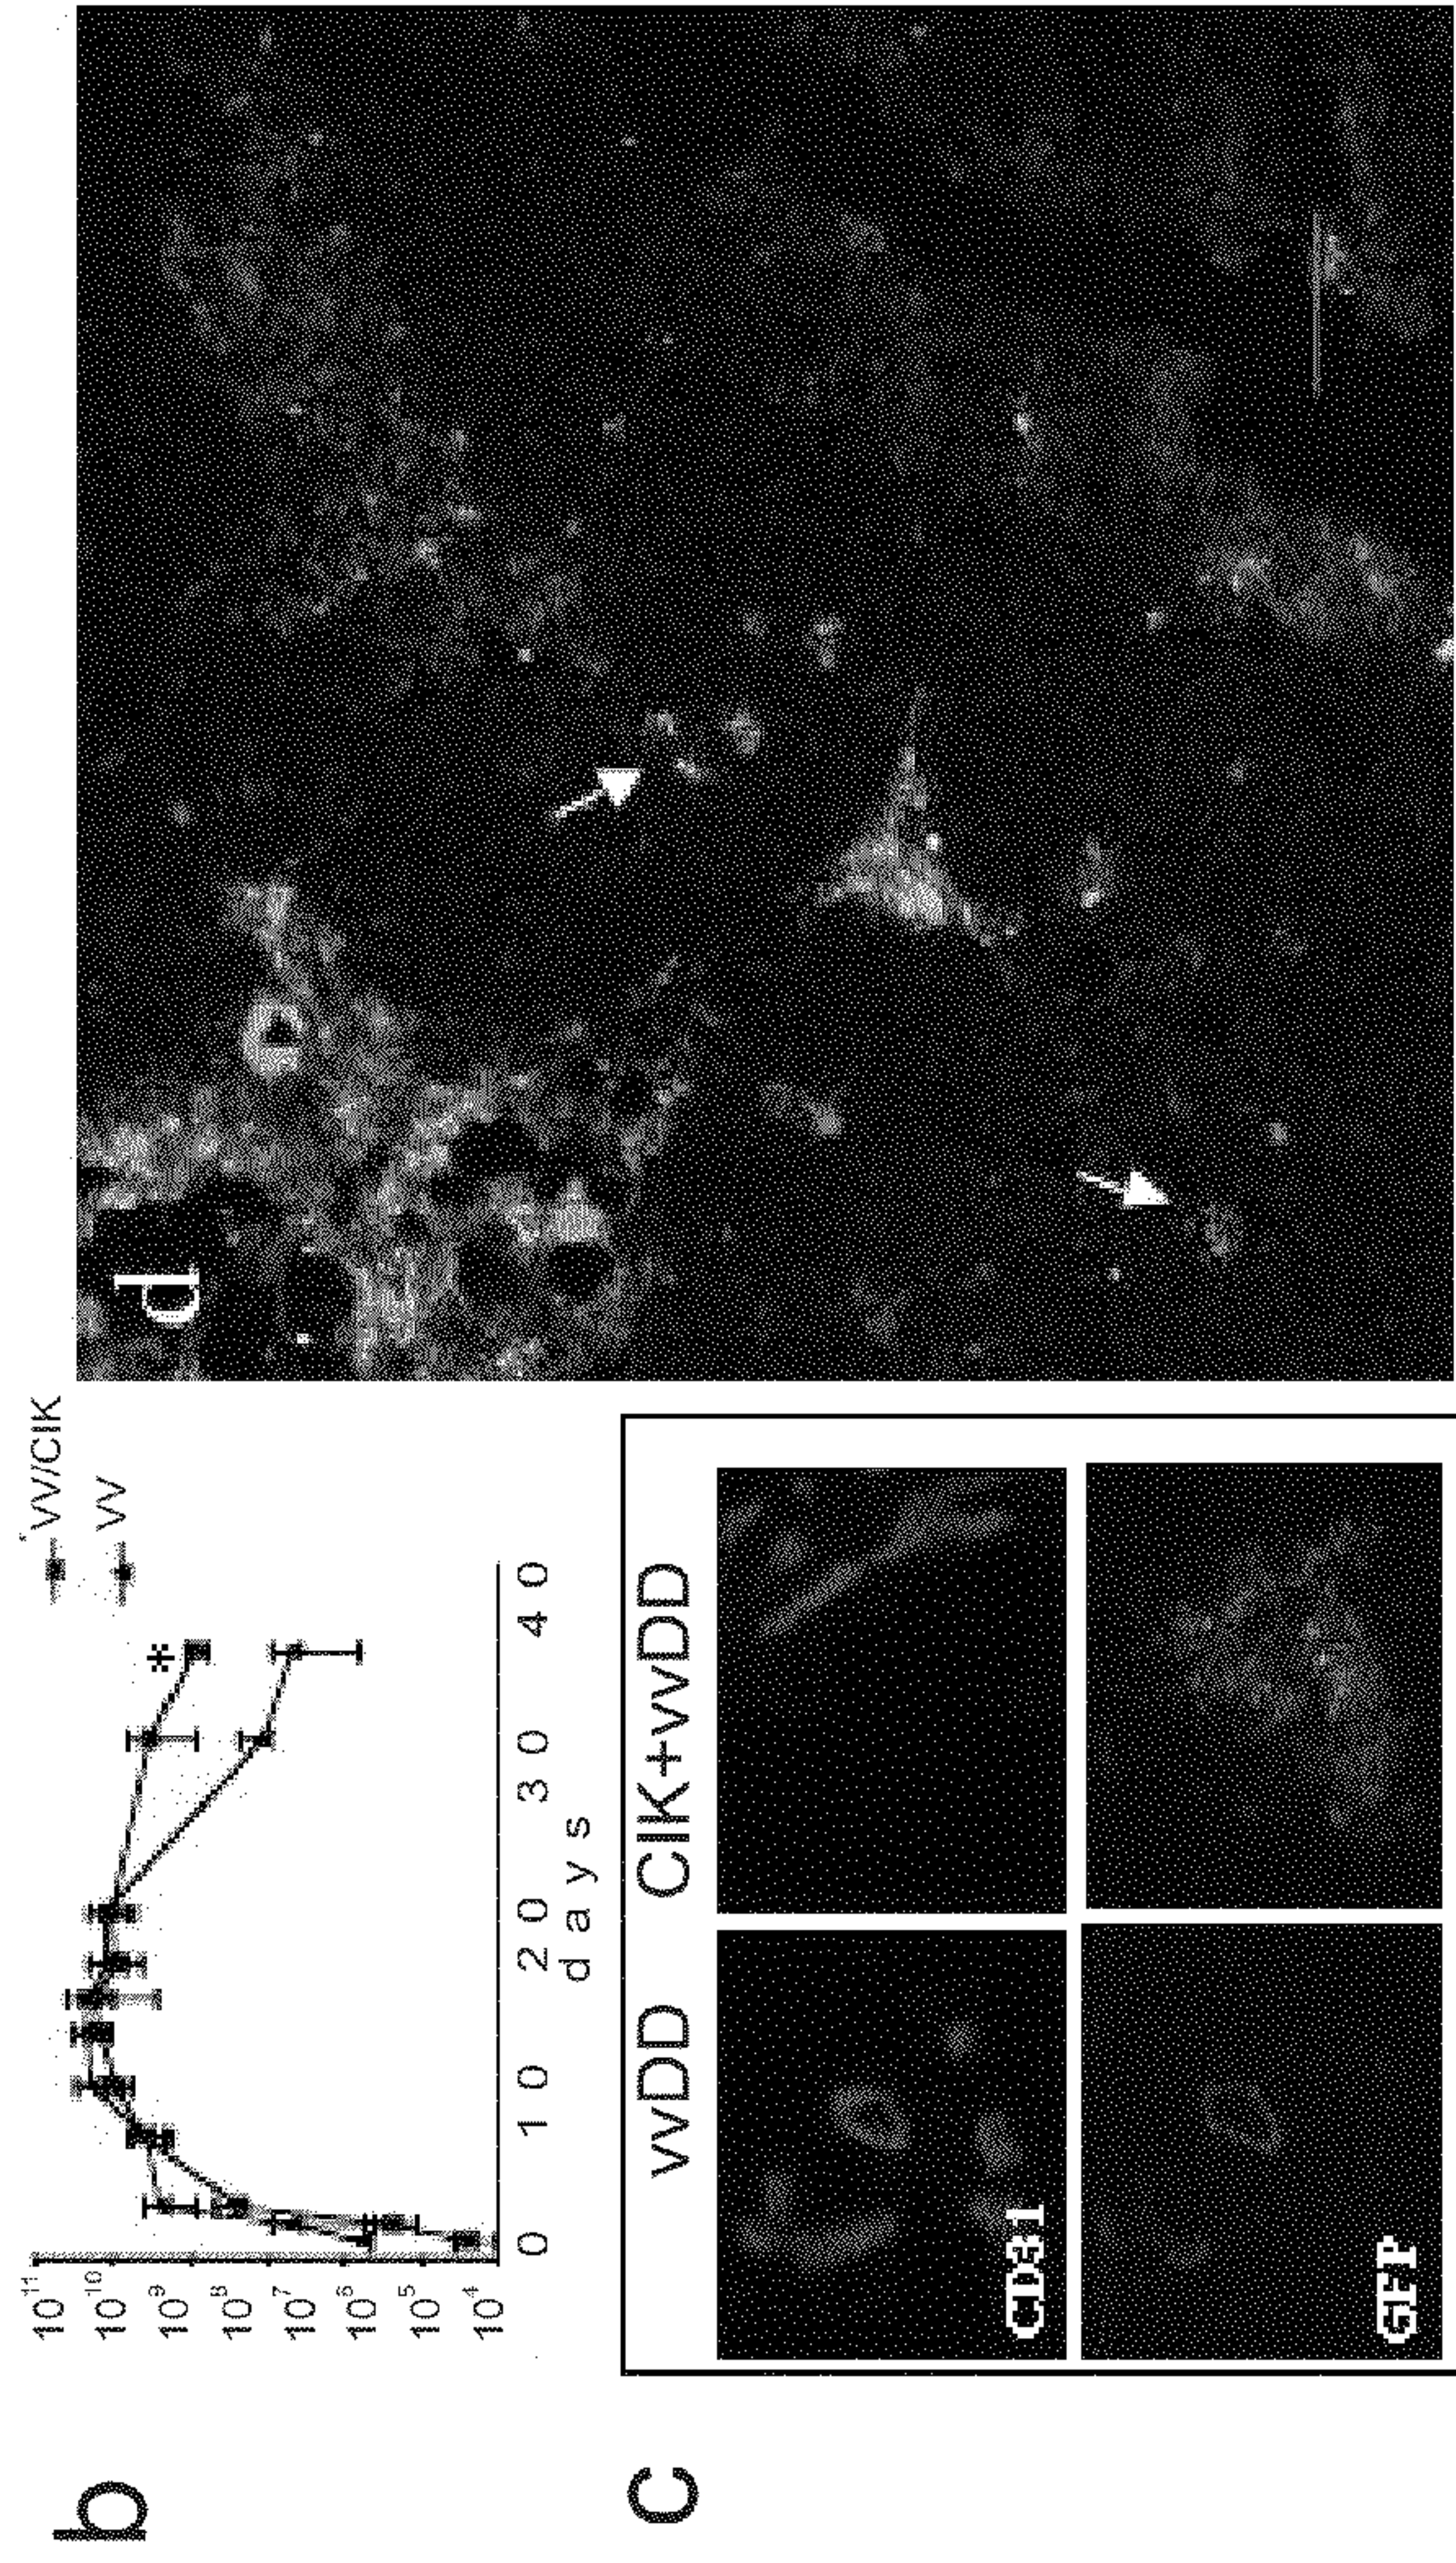 b
10¹¹
10¹⁰
10⁹
10⁸
10⁷
10⁶
10⁵
10⁴
0 10 20 30 40
days
*
VV/CIK
VV
c
vvDD CIK+vvDD
CD31
GFP
d